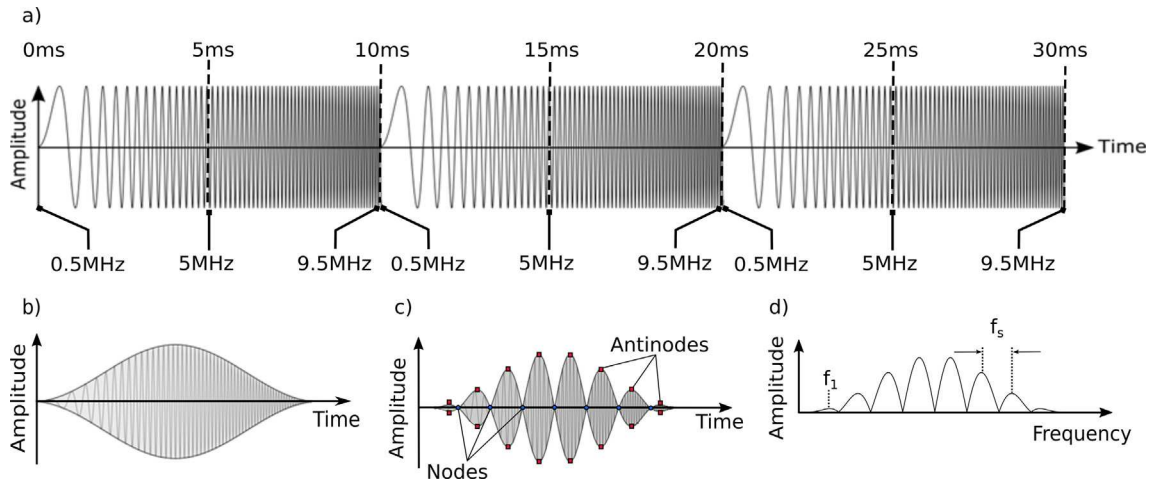 a)
0ms 5ms 10ms 15ms 20ms 25ms 30ms
Amplitude
Time
0.5MHz 5MHz 9.5MHz 0.5MHz 5MHz 9.5MHz 0.5MHz 5MHz 9.5MHz
b)
Amplitude
Time
c)
Amplitude
Antinodes
Time
Nodes
d)
Amplitude
f1
fs
Frequency